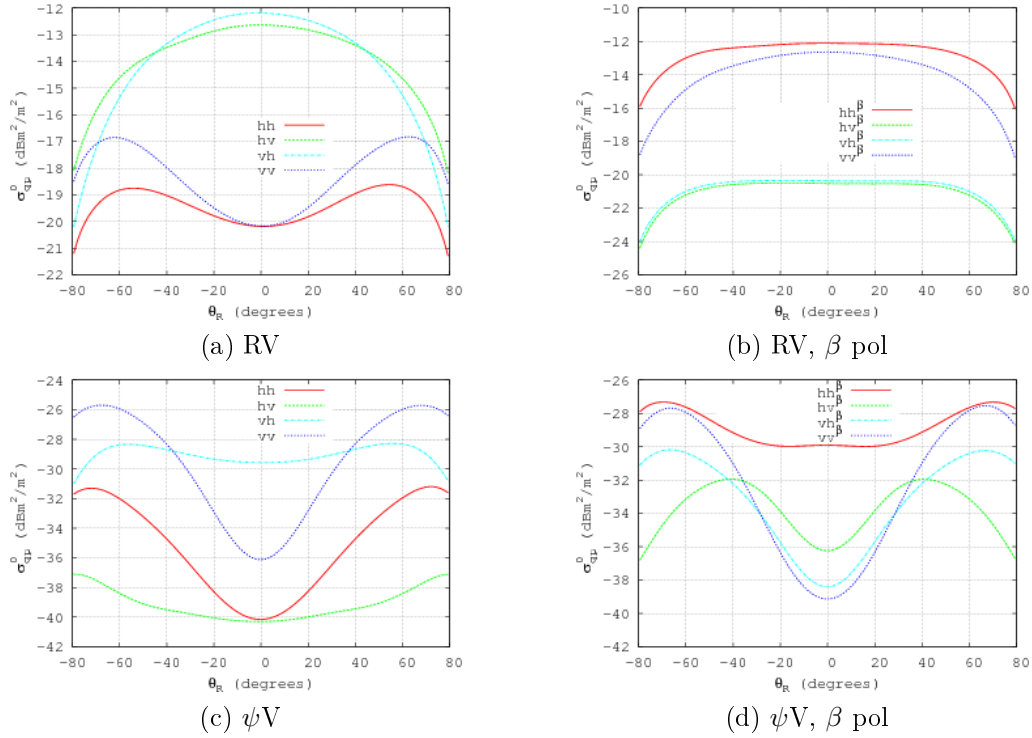 -12
-13
-14
-15
-16
-17
-18
-19
-20
-21
-22
σ⁰qp (dBm²/m²)
hh
hv
vh
vv
-80 -60 -40 -20 0 20 40 60 80
θR (degrees)
(a) RV
-10
-12
-14
-16
-18
-20
-22
-24
-26
σ⁰qp (dBm²/m²)
hhβ
hvβ
vhβ
vvβ
-80 -60 -40 -20 0 20 40 60 80
θR (degrees)
(b) RV, β pol
-24
-26
-28
-30
-32
-34
-36
-38
-40
-42
σ⁰qp (dBm²/m²)
hh
hv
vh
vv
-80 -60 -40 -20 0 20 40 60 80
θR (degrees)
(c) ψV
-26
-28
-30
-32
-34
-36
-38
-40
-42
σ⁰qp (dBm²/m²)
hhβ
hvβ
vhβ
vvβ
-80 -60 -40 -20 0 20 40 60 80
θR (degrees)
(d) ψV, β pol